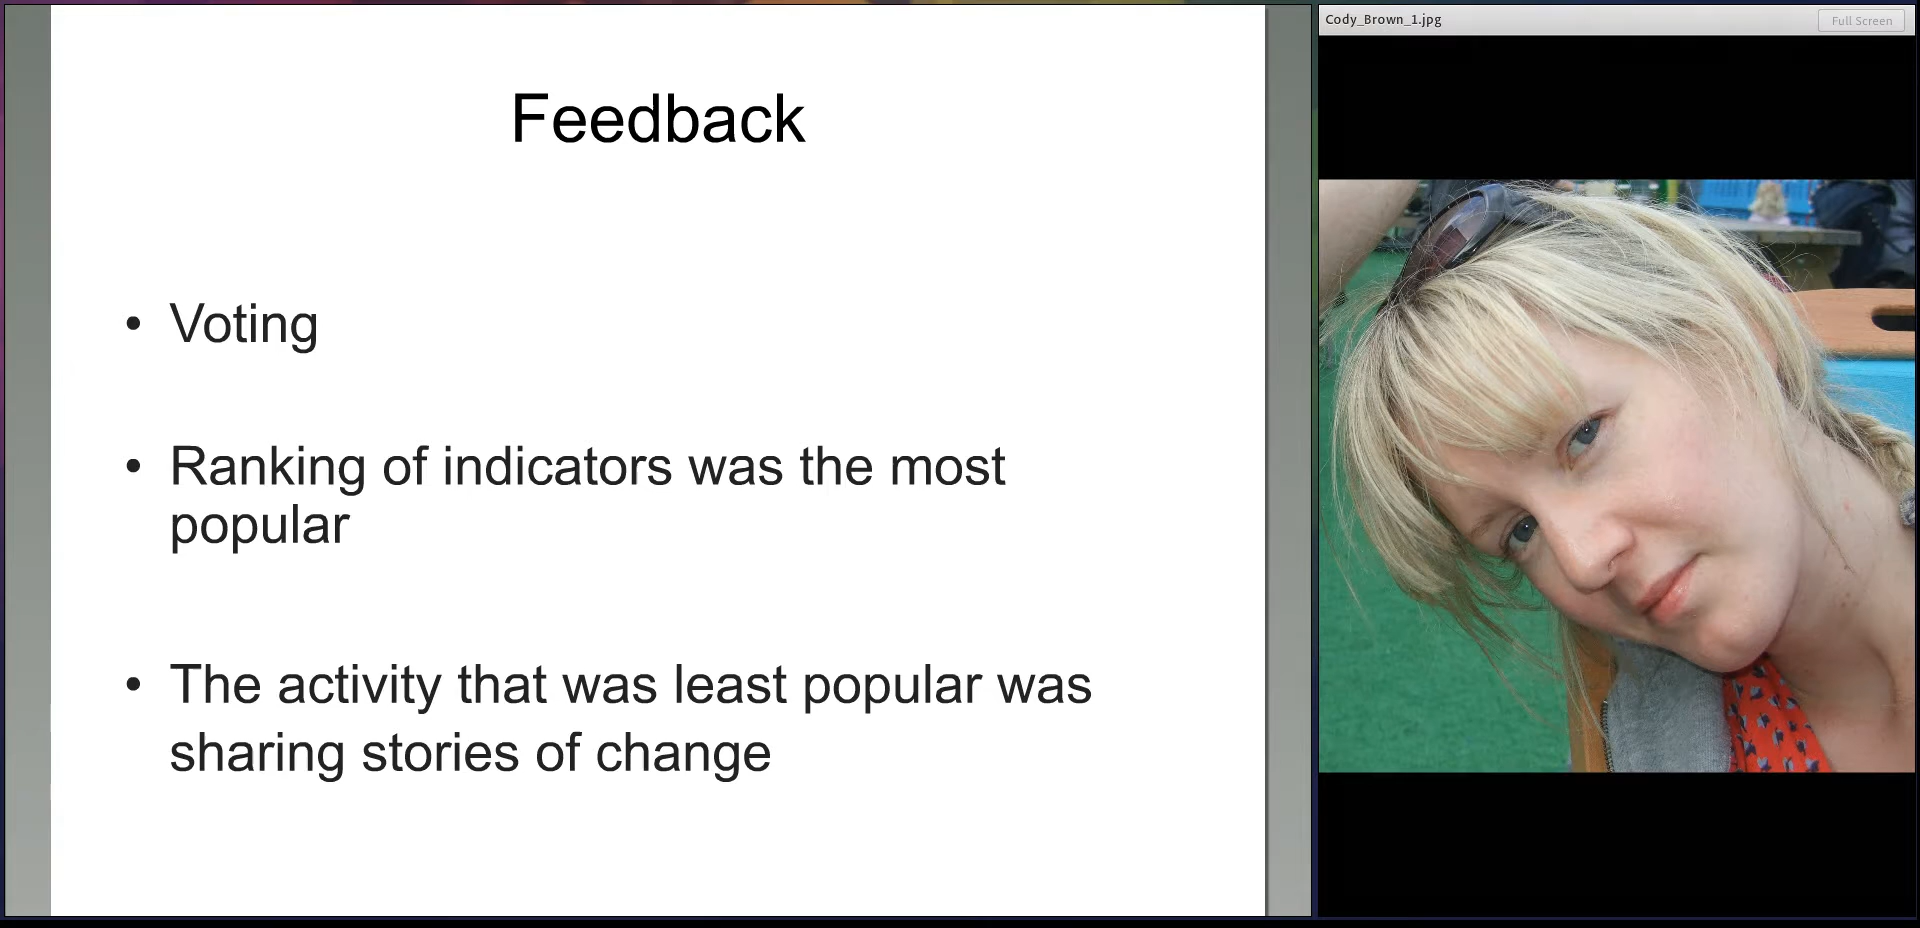 Feedback
• Voting
• Ranking of indicators was the most
popular
• The activity that was least popular was
sharing stories of change
Cody_Brown_1.jpg
Full Screen